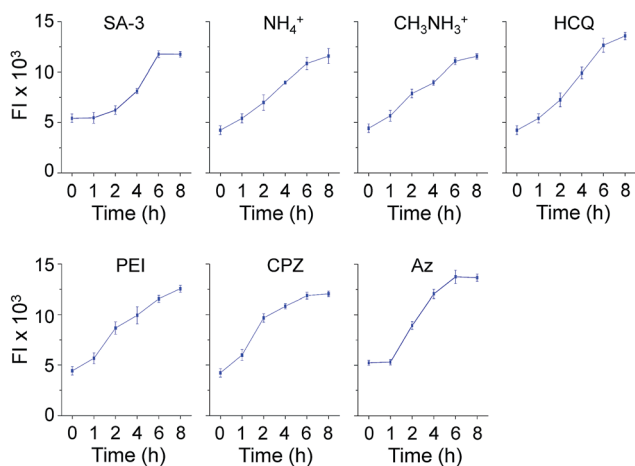 SA-3 NH₄⁺ CH₃NH₃⁺ HCQ
15
10
5
0
FI x 10³
0 1 2 4 6 8 0 1 2 4 6 8 0 1 2 4 6 8 0 1 2 4 6 8
Time (h) Time (h) Time (h) Time (h)
PEI CPZ Az
15
10
5
0
FI x 10³
0 1 2 4 6 8 0 1 2 4 6 8 0 1 2 4 6 8
Time (h) Time (h) Time (h)